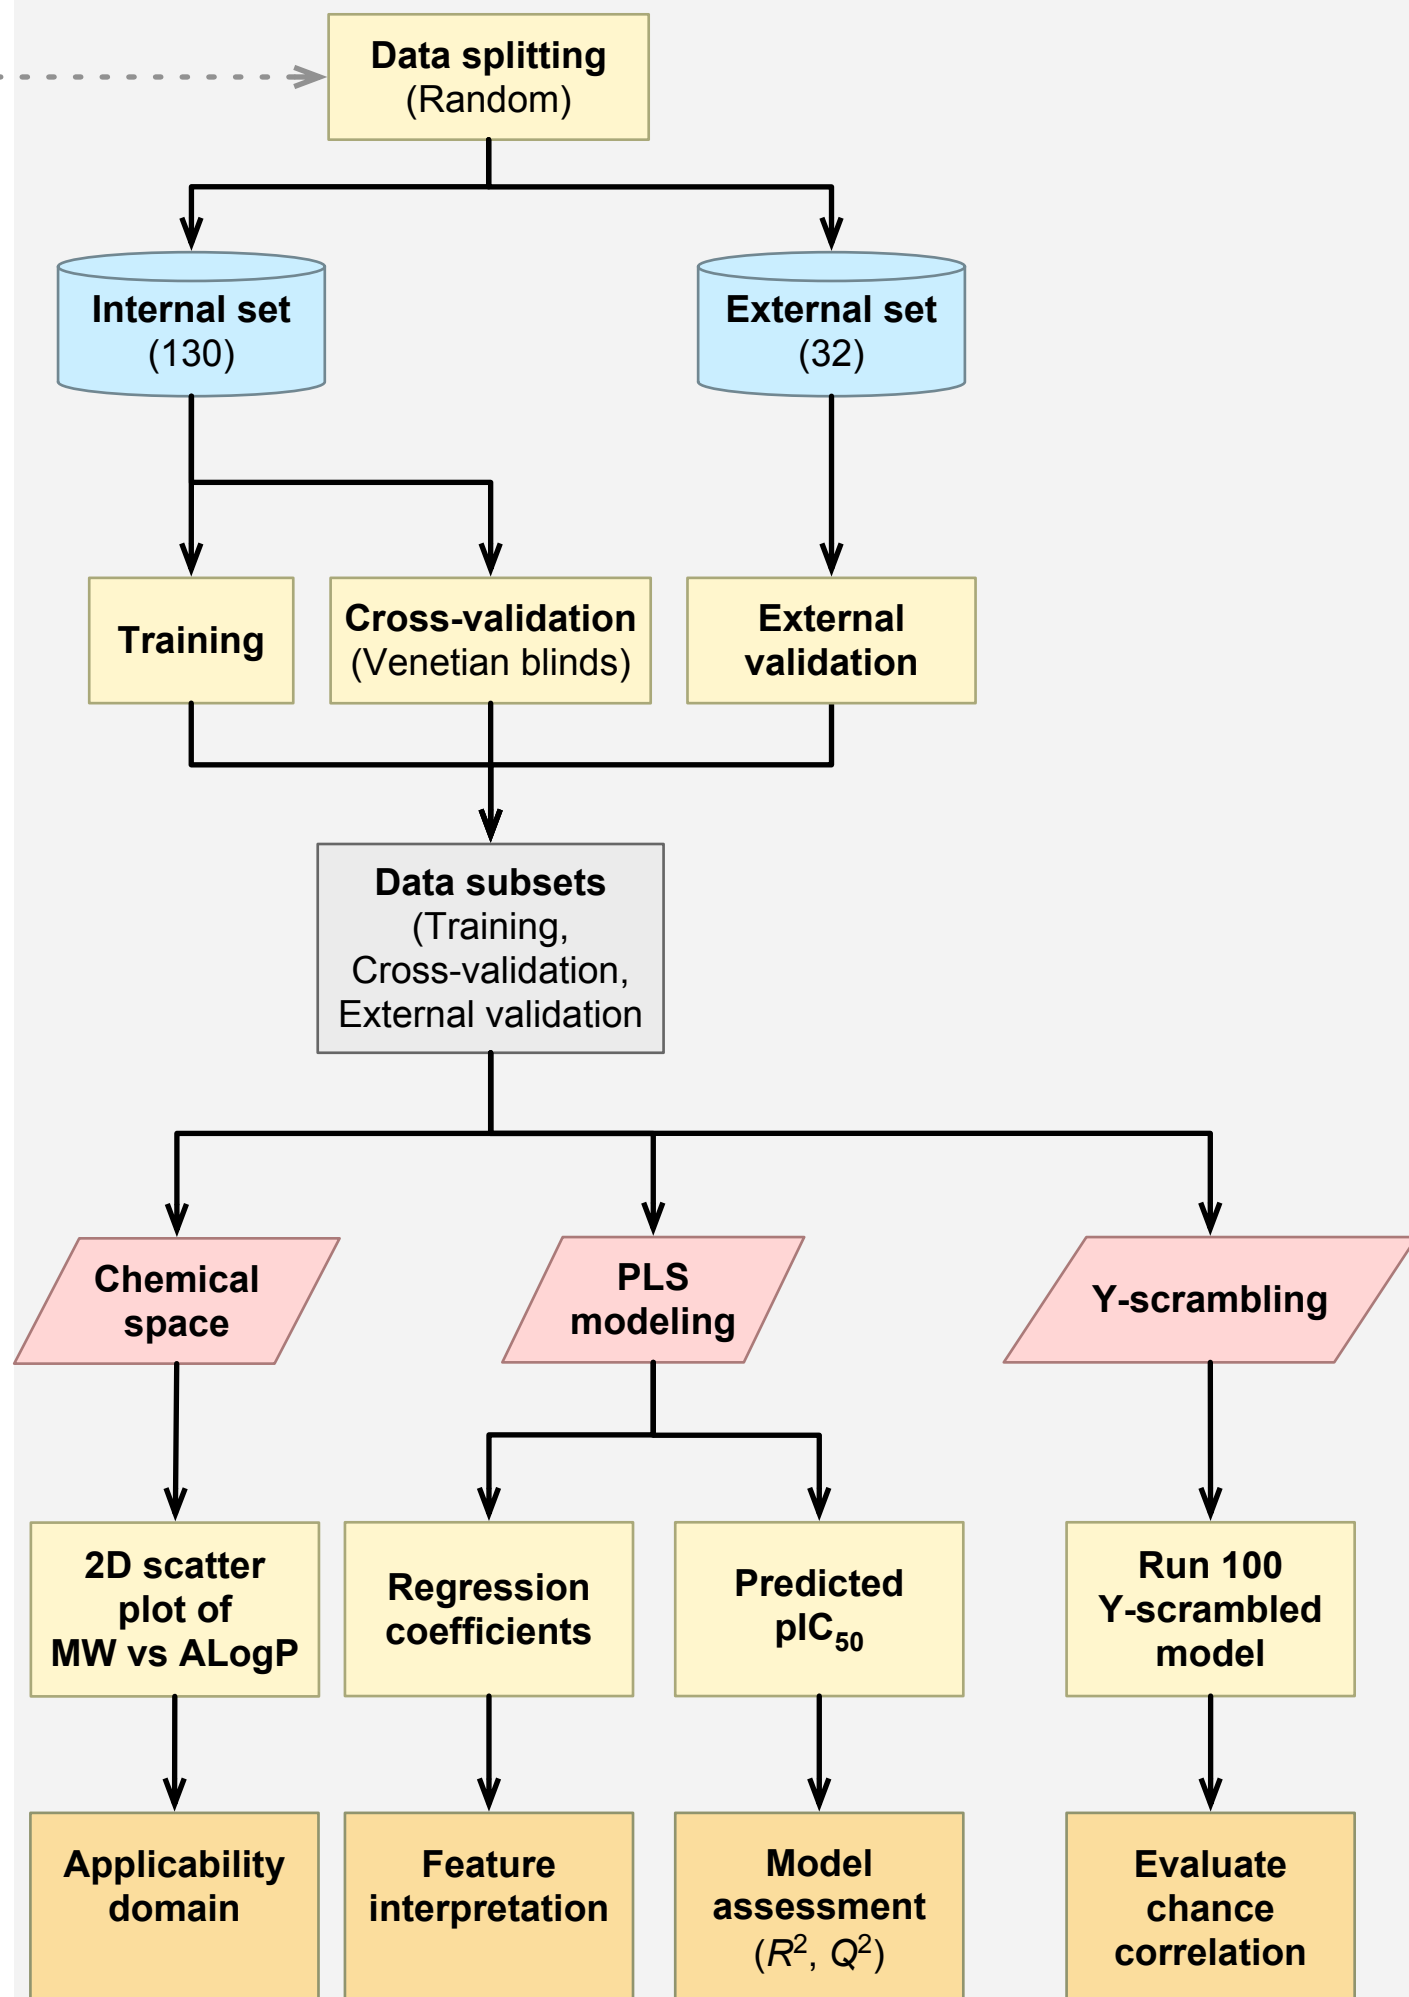 Data splitting
(Random)
Internal set
(130)
External set
(32)
Training
Cross-validation
(Venetian blinds)
External
validation
Data subsets
(Training,
Cross-validation,
External validation
Chemical
space
PLS
modeling
Y-scrambling
2D scatter
plot of
MW vs ALogP
Regression
coefficients
Predicted
pIC₅₀
Run 100
Y-scrambled
model
Applicability
domain
Feature
interpretation
Model
assessment
(R², Q²)
Evaluate
chance
correlation